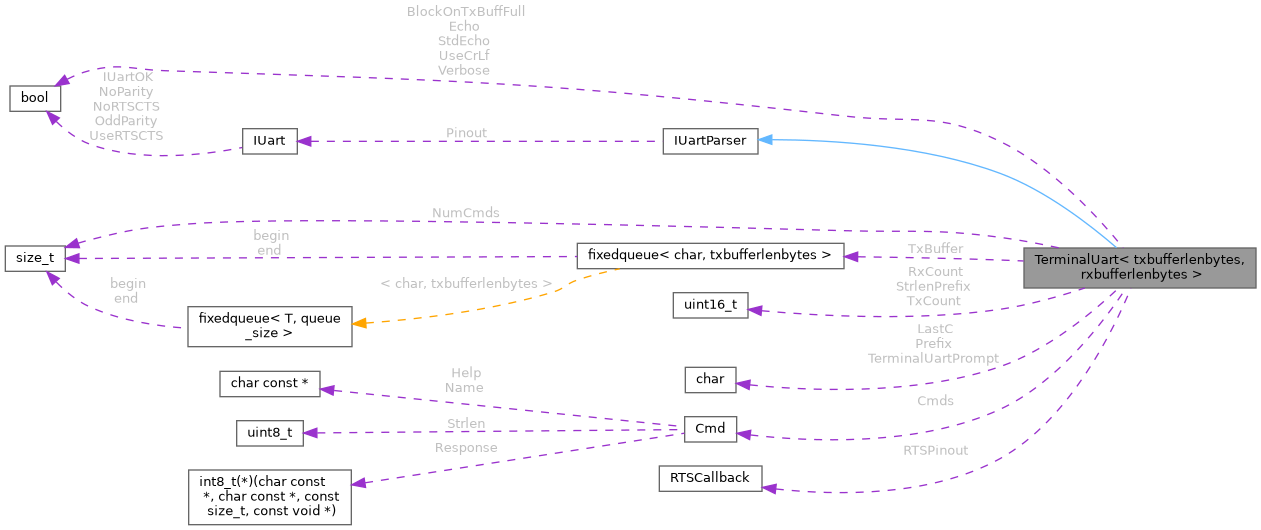 BlockOnTxBuffFull
Echo
StdEcho
UseCrLf
Verbose
IUartOK
NoParity
NoRTSCTS
OddParity
UseRTSCTS
bool
IUart
Pinout
IUartParser
NumCmds
begin
end
size_t
fixedqueue< char, txbufferlenbytes >
TxBuffer
TerminalUart< txbufferlenbytes,
rxbufferlenbytes >
begin
end
< char, txbufferlenbytes >
RxCount
StrlenPrefix
TxCount
uint16_t
fixedqueue< T, queue
_size >
LastC
Prefix
TerminalUartPrompt
char const *
Help
Name
char
Cmds
uint8_t
Strlen
Cmd
Response
RTSPinout
RTSCallback
int8_t(*)(char const
*, char const *, const
size_t, const void *)